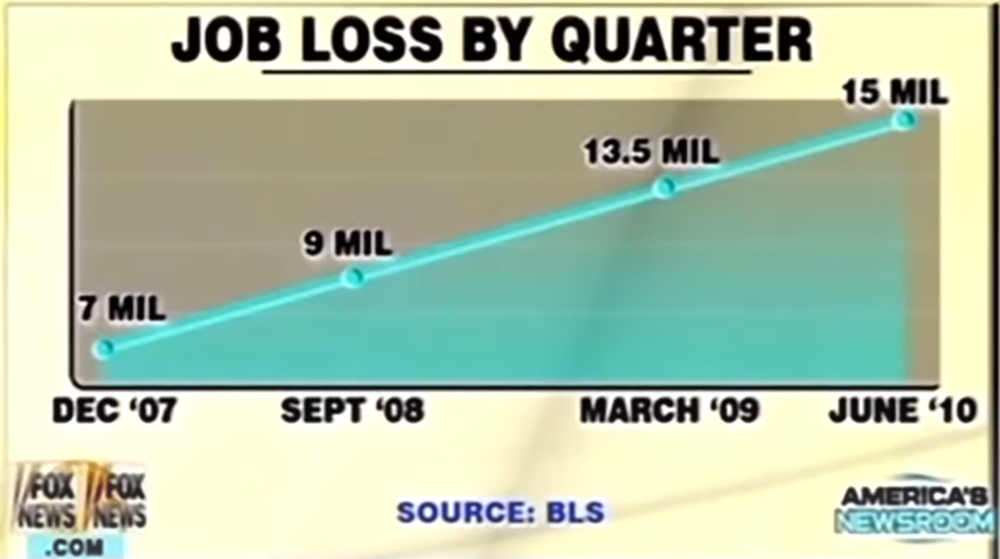 JOB LOSS BY QUARTER
15 MIL
13.5 MIL
9 MIL
7 MIL
DEC ‘07 SEPT ‘08 MARCH ‘09 JUNE ‘10
FOX NEWS FOX NEWS .COM
SOURCE: BLS
AMERICA'S
NEWSROOM